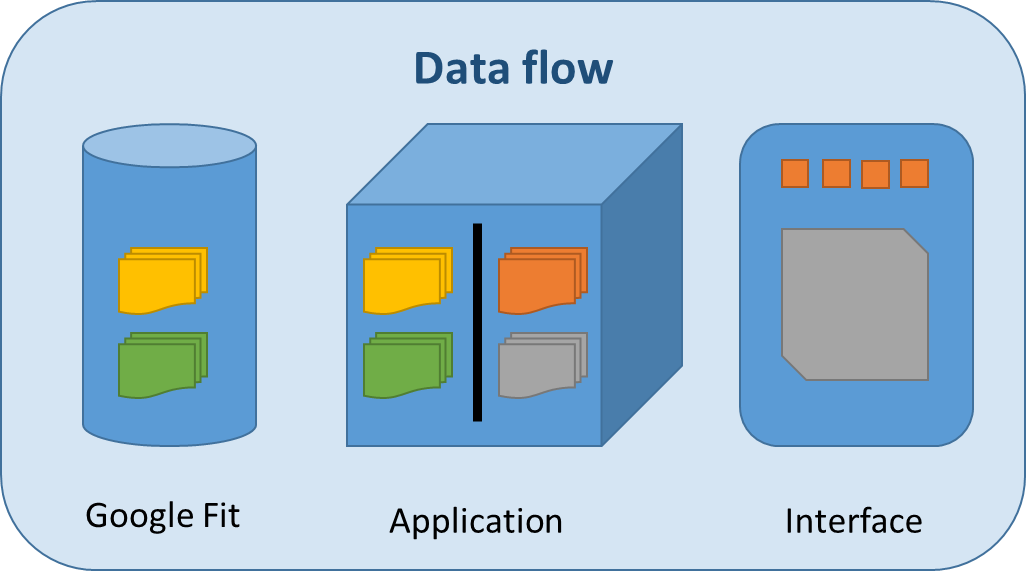 Data flow
Google Fit
Application
Interface